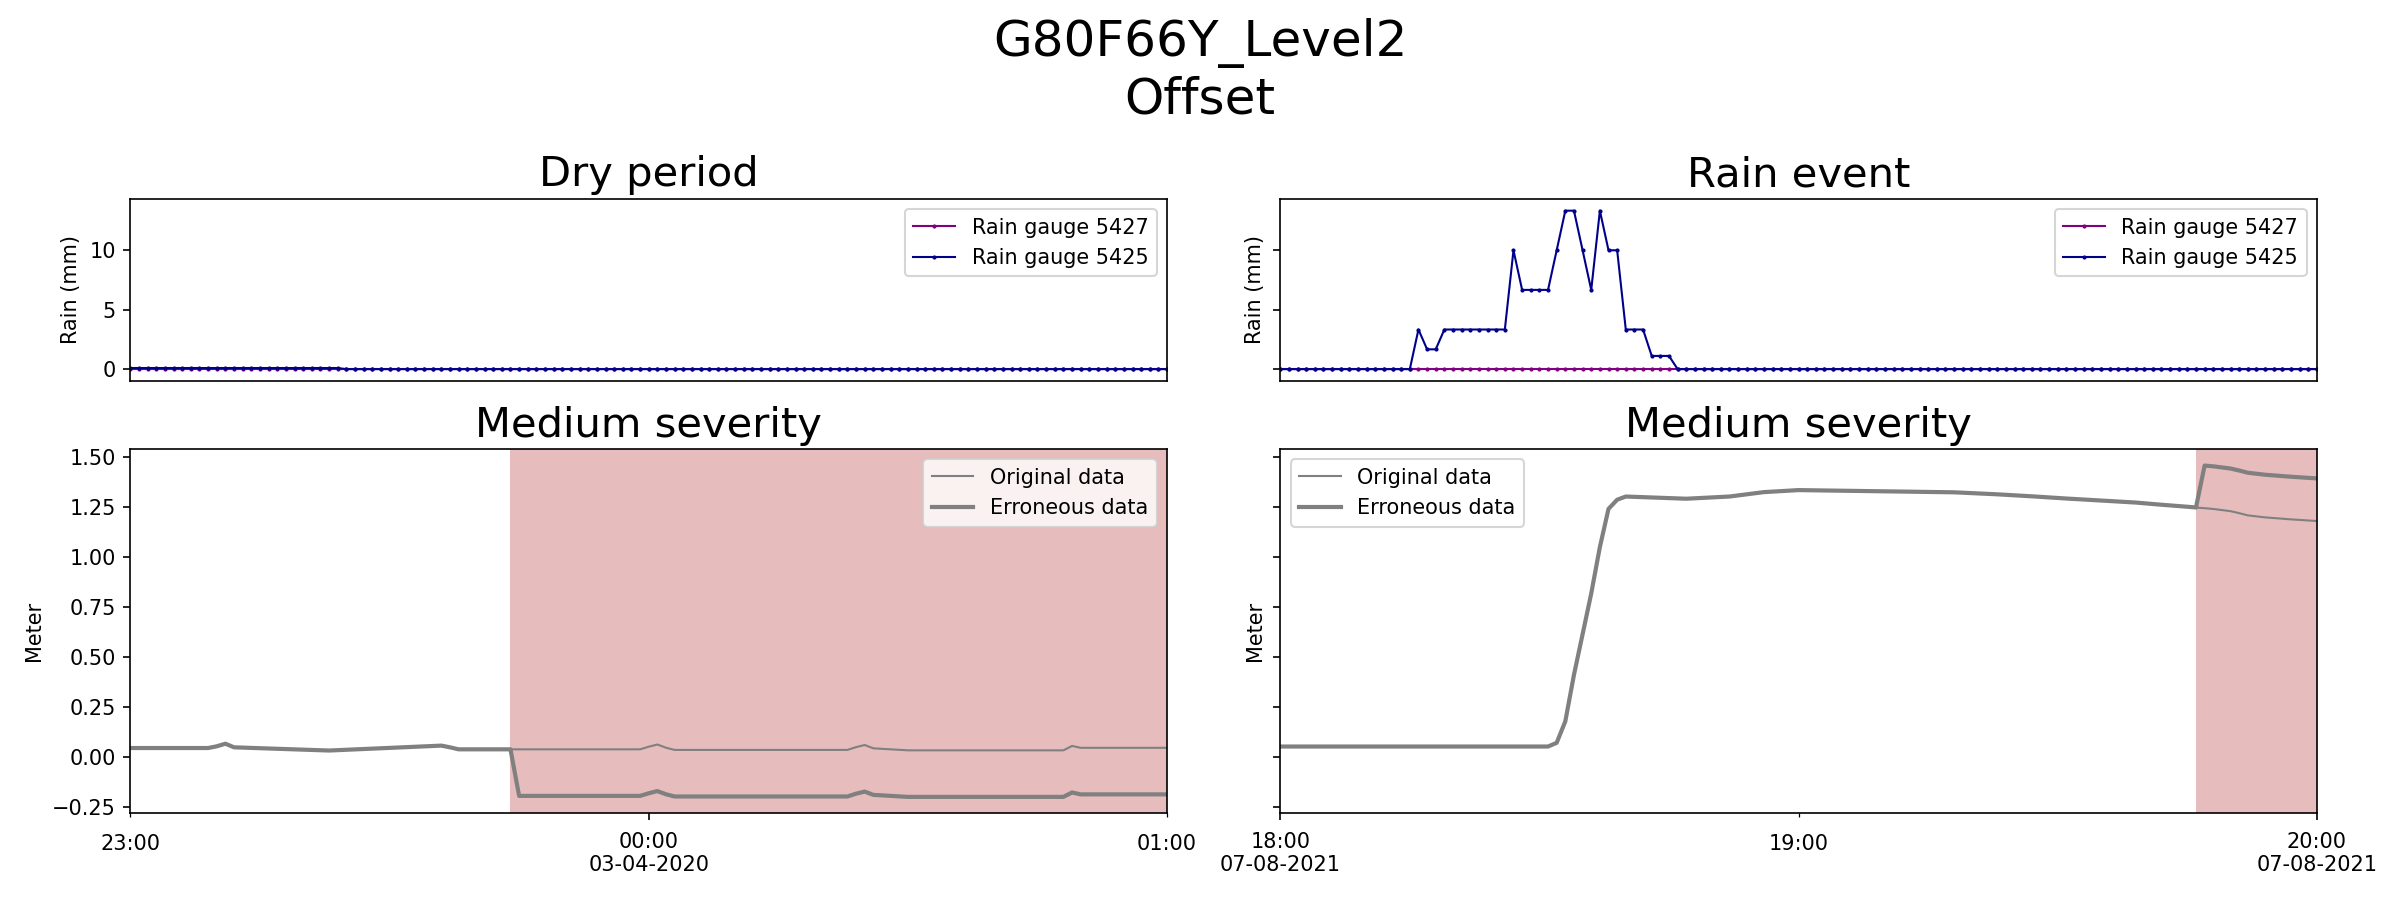 G80F66Y_Level2
Offset
Dry period
Rain event
Rain (mm)
10
5
0
Rain gauge 5427
Rain gauge 5425
Rain (mm)
Rain gauge 5427
Rain gauge 5425
Medium severity
Medium severity
Meter
1.50
1.25
1.00
0.75
0.50
0.25
0.00
−0.25
Original data
Erroneous data
23:00
00:00
03-04-2020
01:00
Meter
Original data
Erroneous data
18:00
07-08-2021
19:00
20:00
07-08-2021